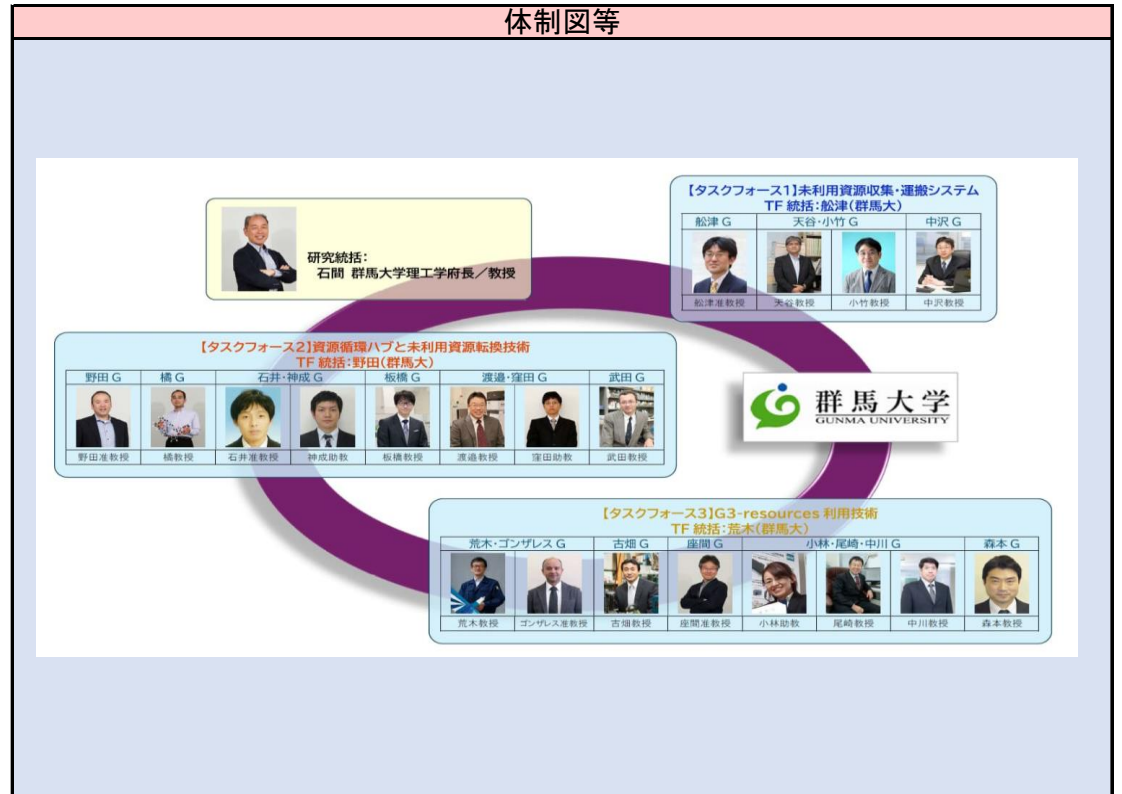 体制図等
研究統括:
石間 群馬大学理工学府長／教授
【タスクフォース1】未利用資源収集・運搬システム
TF 統括:舩津(群馬大)
舩津 G 天谷・小竹 G 中沢 G
舩津准教授 天谷教授 小竹教授 中沢教授
【タスクフォース2】資源循環ハブと未利用資源転換技術
TF 統括:野田(群馬大)
野田 G 橘 G 石井・神成 G 板橋 G 渡邉・窪田 G 武田 G
野田准教授 橘教授 石井准教授 神成助教 板橋教授 渡邉教授 窪田助教 武田教授
群馬大学
GUNMA UNIVERSITY
【タスクフォース3】G3-resources 利用技術
TF 統括:荒木(群馬大)
荒木・ゴンザレス G 古畑 G 座間 G 小林・尾崎・中川 G 森本 G
荒木教授 ゴンザレス准教授 古畑教授 座間准教授 小林助教 尾崎教授 中川教授 森本教授